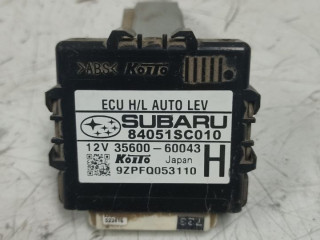 >ABS< KOITO
ECU H/L AUTO LEV
SUBARU
84051SC010
12V 35600-60043
KOITO Japan H
9ZPFQ053110